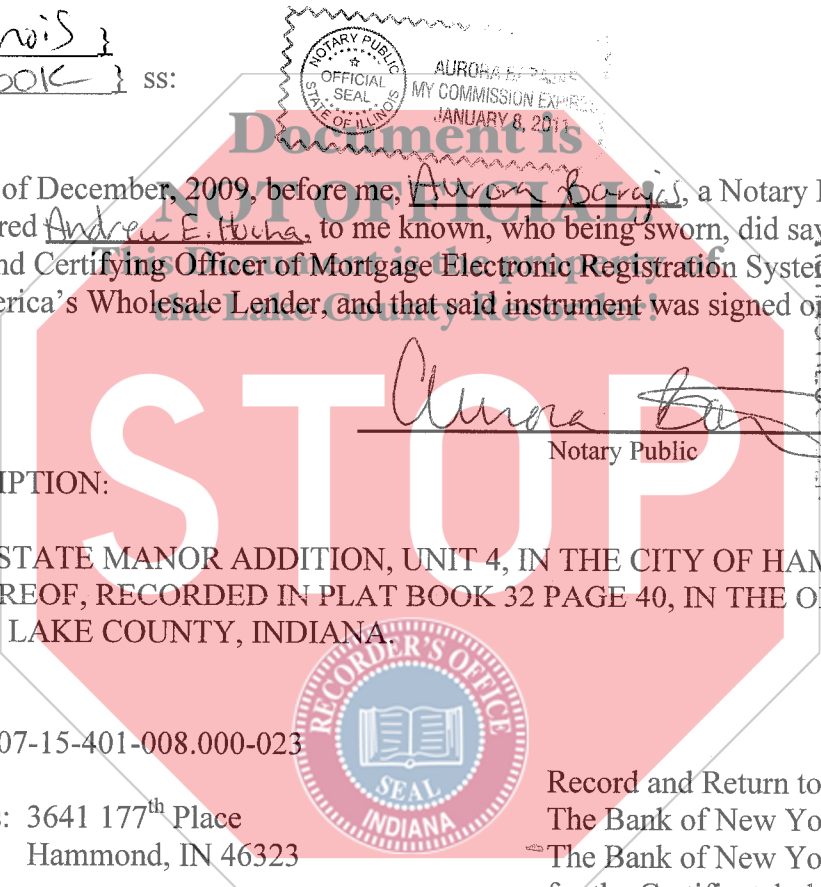 nois }
ook } ss:
NOTARY PUBLIC
OFFICIAL
SEAL
STATE OF ILLINOIS
AURORA
MY COMMISSION EXPIRES
JANUARY 8, 2011
Document is
of December, 2009, before me, Aurora Barajas, a Notary P
NOT OFFICIAL!
red Andrew E. Hocha, to me known, who being sworn, did say
This Document is the property of
nd Certifying Officer of Mortgage Electronic Registration System
erica's Wholesale Lender, and that said instrument was signed o
the Lake County Recorder!
Aurora
Notary Public
STOP
IPTION:
STATE MANOR ADDITION, UNIT 4, IN THE CITY OF HAM
REOF, RECORDED IN PLAT BOOK 32 PAGE 40, IN THE O
LAKE COUNTY, INDIANA.
RECORDER'S OFFICE
SEAL
INDIANA
07-15-401-008.000-023
s: 3641 177th Place
Hammond, IN 46323
Record and Return to
The Bank of New Yo
The Bank of New Yo